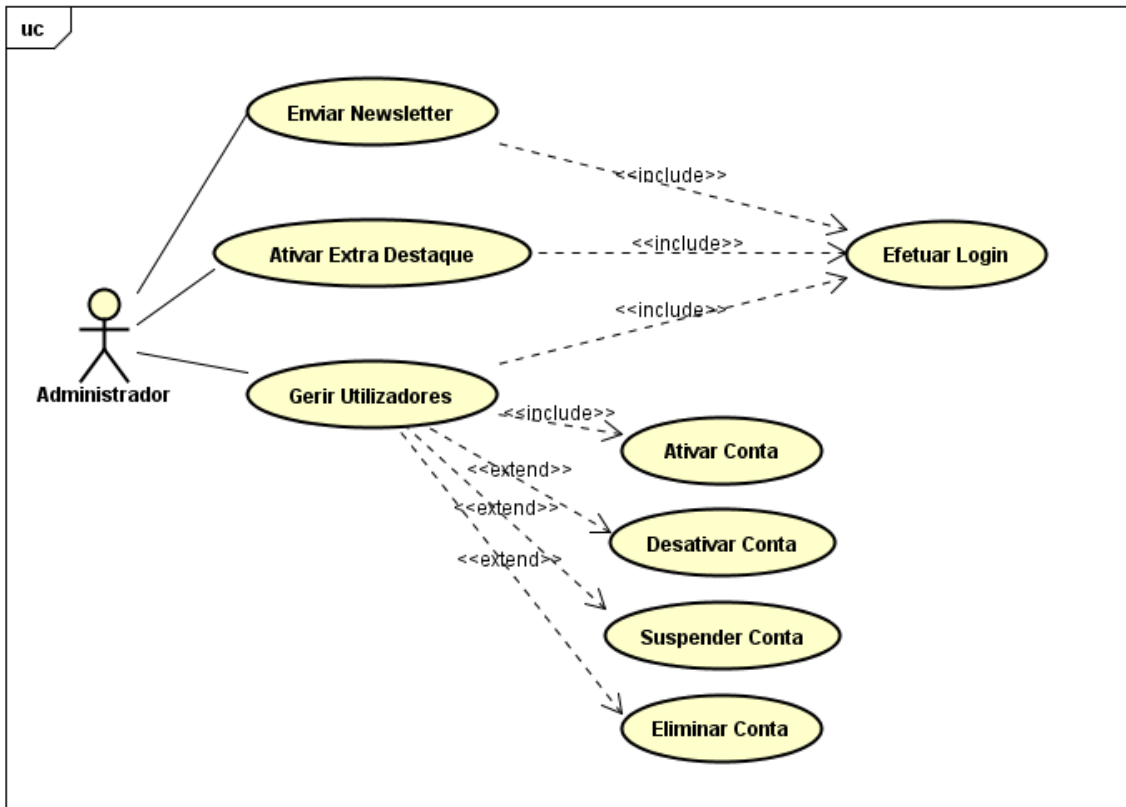 uc
Enviar Newsletter
<<include>>
Ativar Extra Destaque
<<include>>
Efetuar Login
<<include>>
Administrador
Gerir Utilizadores
<<include>>
Ativar Conta
<<extend>>
<<extend>>
Desativar Conta
<<extend>>
Suspender Conta
Eliminar Conta